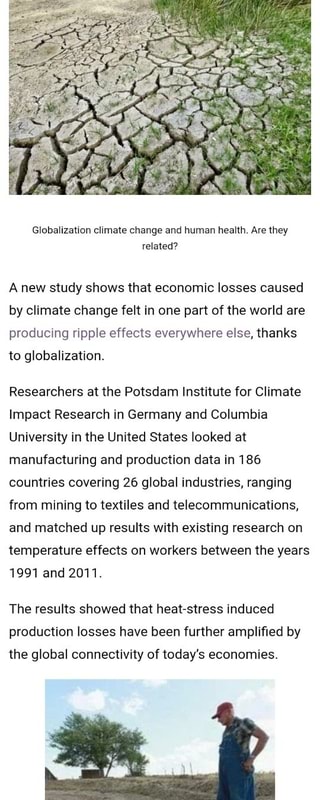 Globalization climate change and human health. Are they
related?
A new study shows that economic losses caused
by climate change felt in one part of the world are
producing ripple effects everywhere else, thanks
to globalization.
Researchers at the Potsdam Institute for Climate
Impact Research in Germany and Columbia
University in the United States looked at
manufacturing and production data in 186
countries covering 26 global industries, ranging
from mining to textiles and telecommunications,
and matched up results with existing research on
temperature effects on workers between the years
1991 and 2011.
The results showed that heat-stress induced
production losses have been further amplified by
the global connectivity of today's economies.